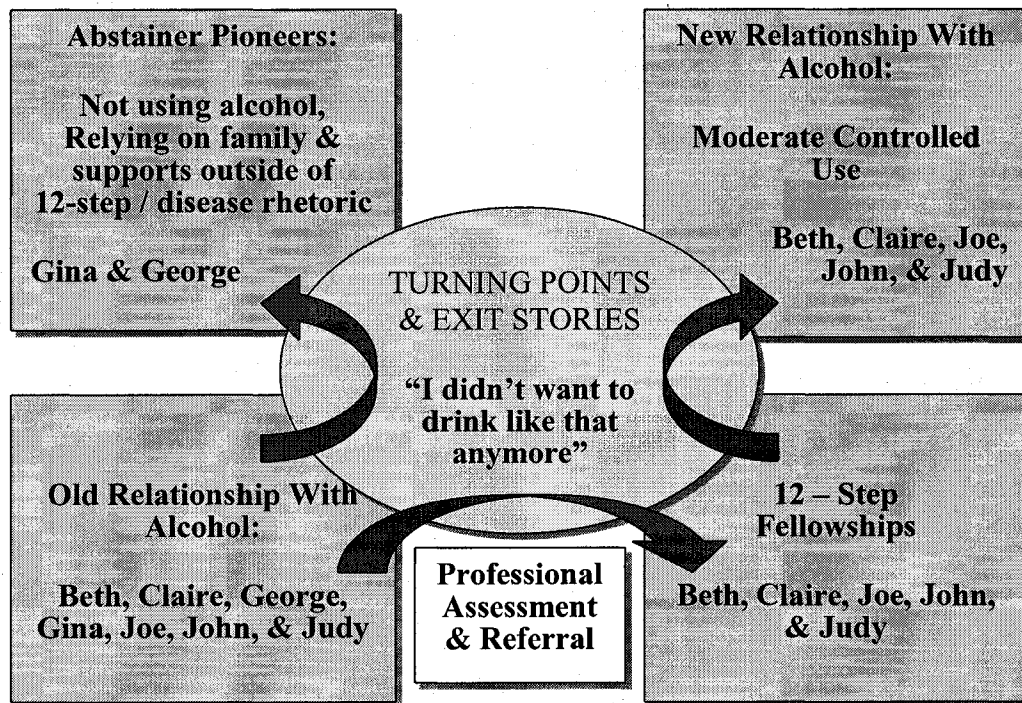 Abstainer Pioneers:
Not using alcohol,
Relying on family &
supports outside of
12-step / disease rhetoric
Gina & George
New Relationship With
Alcohol:
Moderate Controlled
Use
Beth, Claire, Joe,
John, & Judy
TURNING POINTS
& EXIT STORIES
“I didn’t want to
drink like that
anymore”
Old Relationship With
Alcohol:
Beth, Claire, George,
Gina, Joe, John, & Judy
Professional
Assessment
& Referral
12 – Step
Fellowships
Beth, Claire, Joe, John,
& Judy